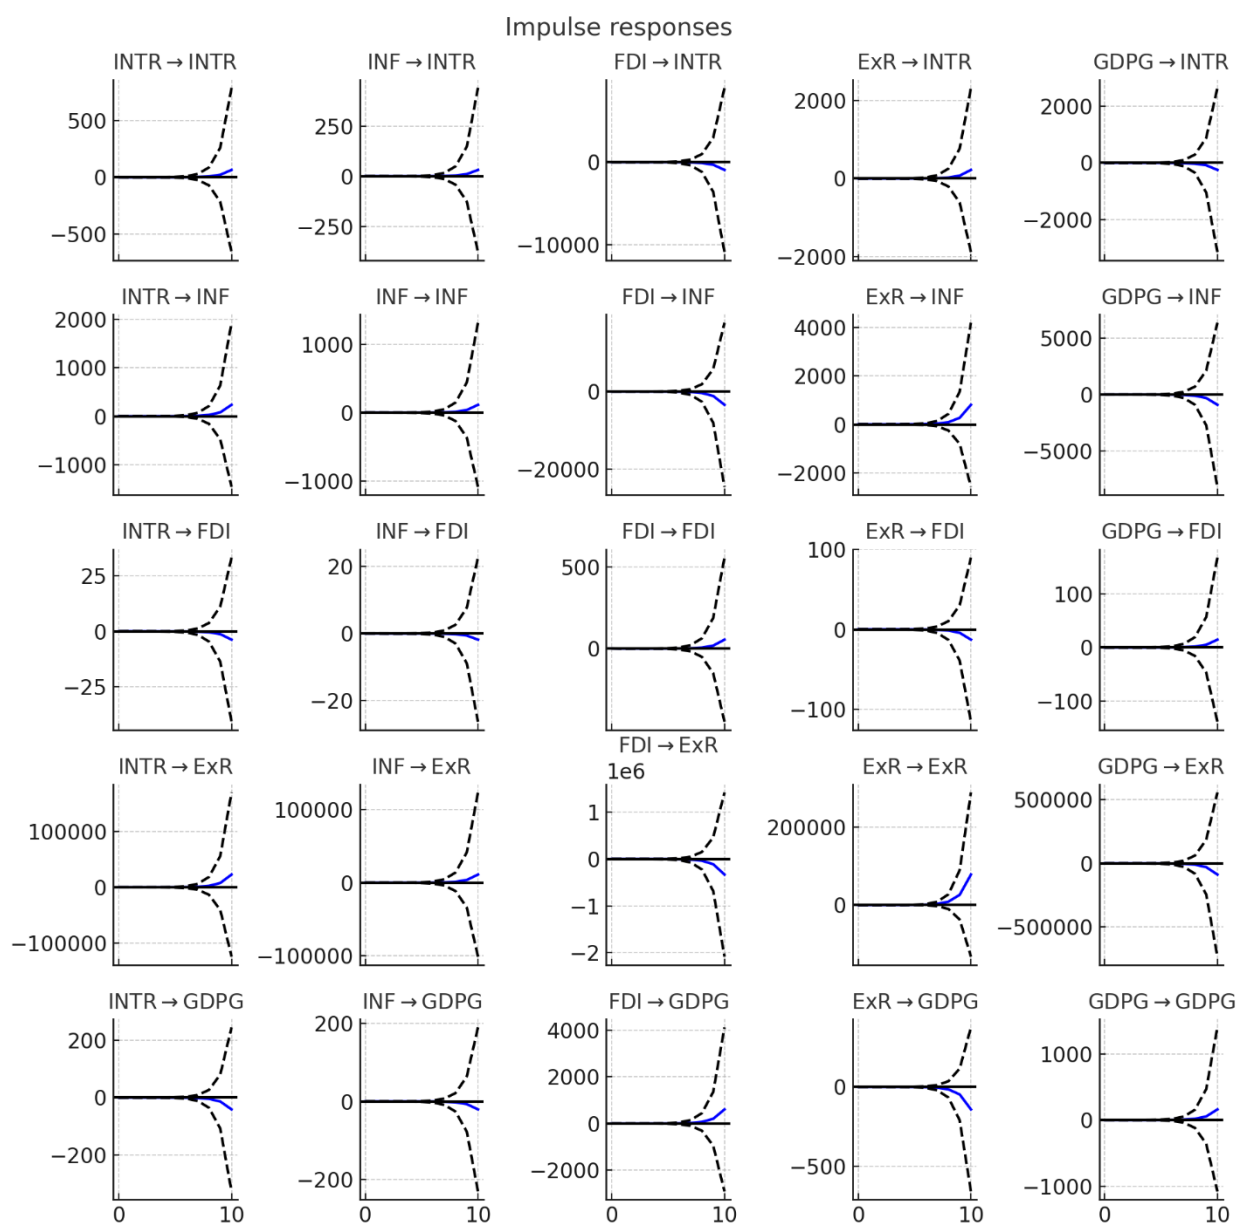 Impulse responses
INTR → INTR
INF → INTR
FDI → INTR
ExR → INTR
GDPG → INTR
500
0
−500
250
0
−250
0
−10000
2000
0
−2000
2000
0
−2000
INTR → INF
INF → INF
FDI → INF
ExR → INF
GDPG → INF
2000
1000
0
−1000
1000
0
−1000
0
−20000
4000
2000
0
−2000
5000
0
−5000
INTR → FDI
INF → FDI
FDI → FDI
ExR → FDI
GDPG → FDI
25
0
−25
20
0
−20
500
0
100
0
−100
100
0
−100
INTR → ExR
INF → ExR
FDI → ExR
ExR → ExR
GDPG → ExR
100000
0
−100000
100000
0
−100000
1e6
1
0
−1
−2
200000
0
500000
0
−500000
INTR → GDPG
INF → GDPG
FDI → GDPG
ExR → GDPG
GDPG → GDPG
200
0
−200
200
0
−200
4000
2000
0
−2000
0
−500
1000
0
−1000
0 10
0 10
0 10
0 10
0 10